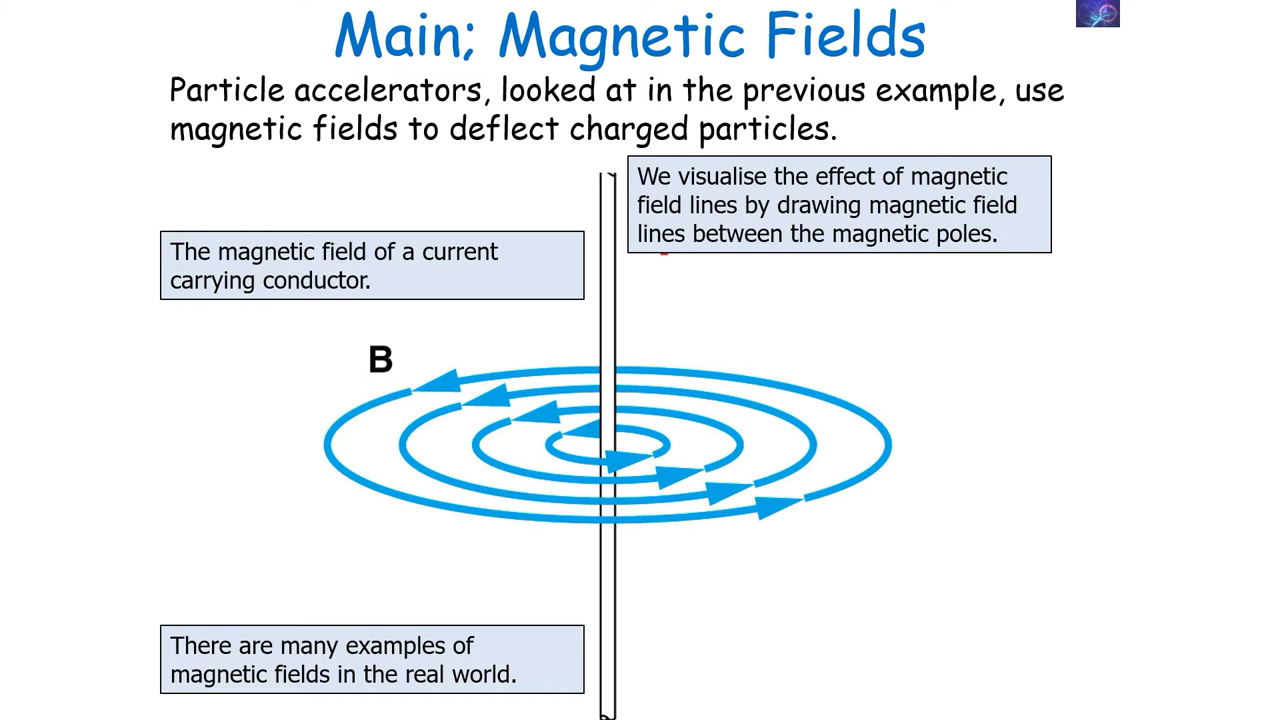 Main; Magnetic Fields
Particle accelerators, looked at in the previous example, use
magnetic fields to deflect charged particles.
We visualise the effect of magnetic
field lines by drawing magnetic field
lines between the magnetic poles.
The magnetic field of a current
carrying conductor.
B
There are many examples of
magnetic fields in the real world.